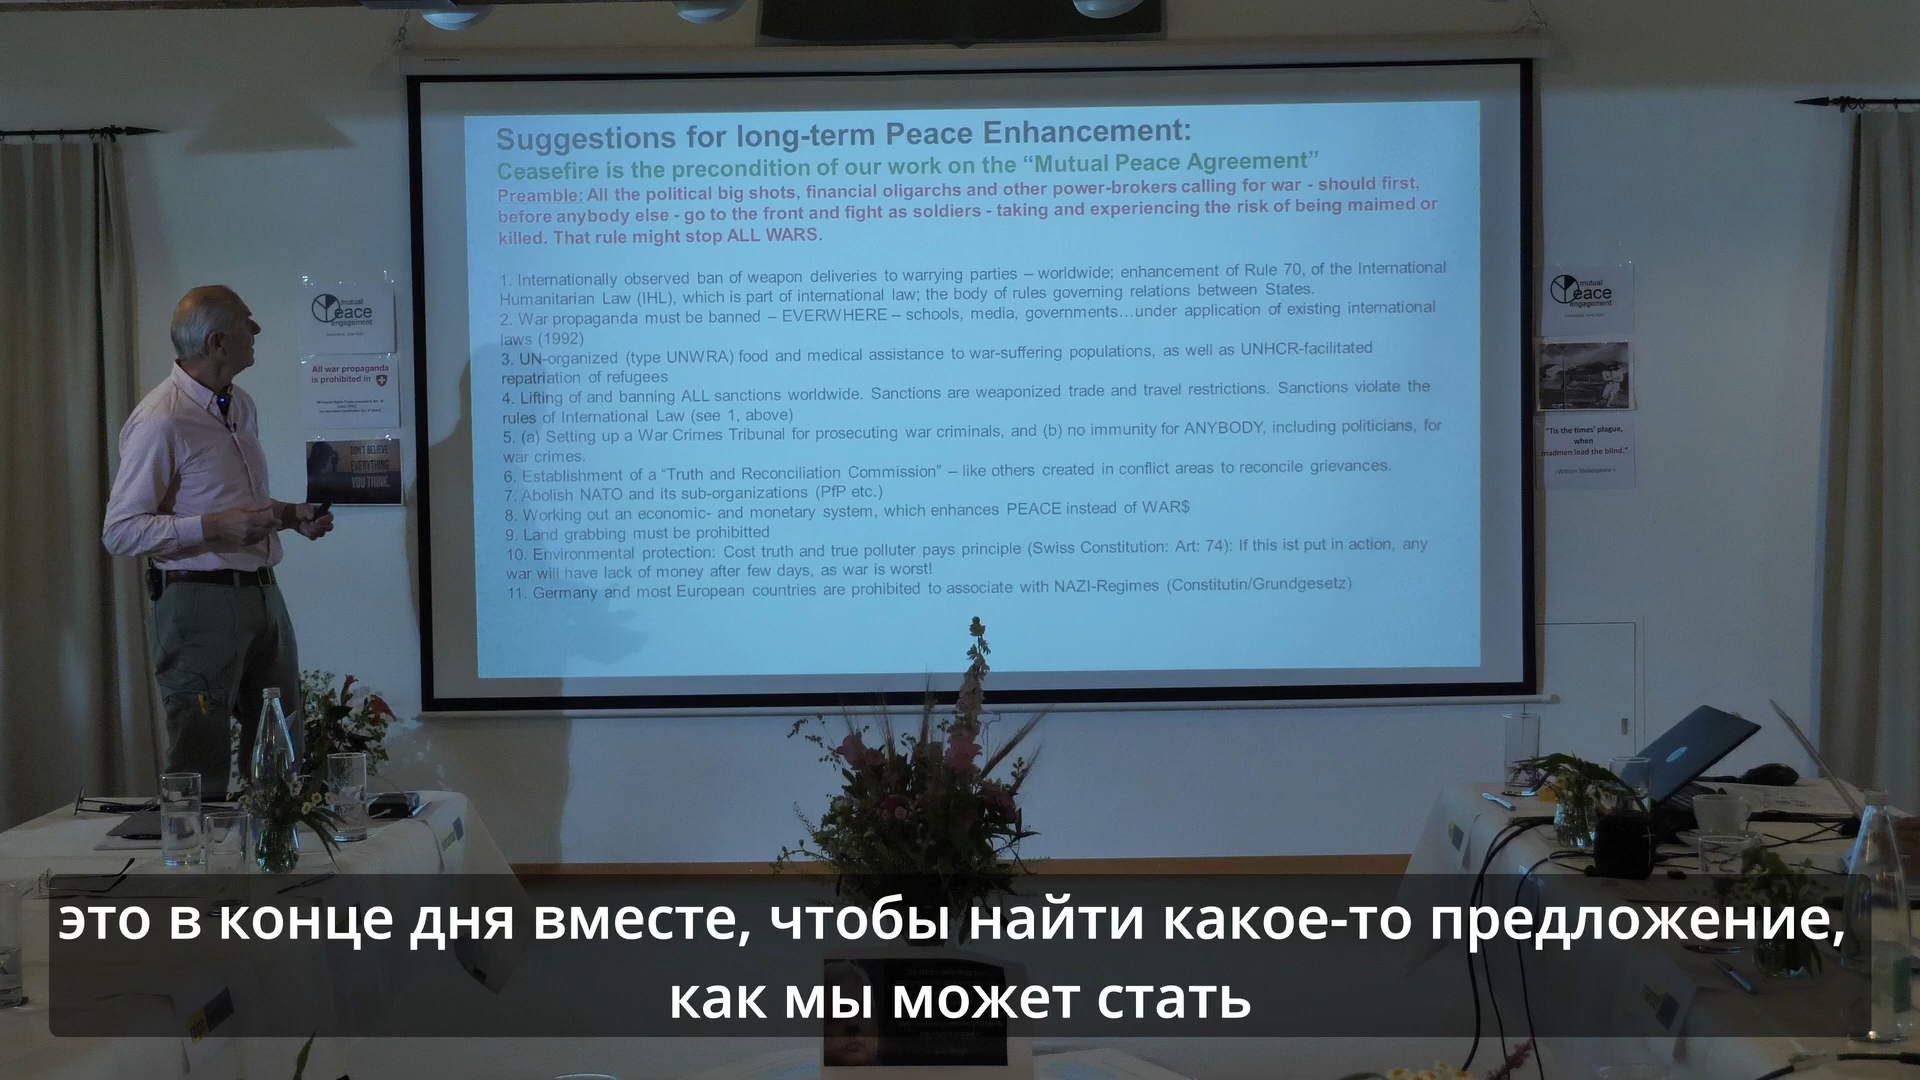 Suggestions for long-term Peace Enhancement:
Ceasefire is the precondition of our work on the “Mutual Peace Agreement”
Preamble: All the political big shots, financial oligarchs and other power-brokers calling for war - should first,
before anybody else - go to the front and fight as soldiers - taking and experiencing the risk of being maimed or
killed. That rule might stop ALL WARS.
1. Internationally observed ban of weapon deliveries to warrying parties – worldwide; enhancement of Rule 70, of the International
Humanitarian Law (IHL), which is part of international law; the body of rules governing relations between States.
2. War propaganda must be banned – EVERWHERE – schools, media, governments…under application of existing international
laws (1992)
3. UN-organized (type UNWRA) food and medical assistance to war-suffering populations, as well as UNHCR-facilitated
repatriation of refugees
4. Lifting of and banning ALL sanctions worldwide. Sanctions are weaponized trade and travel restrictions. Sanctions violate the
rules of International Law (see 1, above)
5. (a) Setting up a War Crimes Tribunal for prosecuting war criminals, and (b) no immunity for ANYBODY, including politicians, for
war crimes.
6. Establishment of a “Truth and Reconciliation Commission” – like others created in conflict areas to reconcile grievances.
7. Abolish NATO and its sub-organizations (PfP etc.)
8. Working out an economic- and monetary system, which enhances PEACE instead of WAR$
9. Land grabbing must be prohibitted
10. Environmental protection: Cost truth and true polluter pays principle (Swiss Constitution: Art: 74): If this ist put in action, any
war will have lack of money after few days, as war is worst!
11. Germany and most European countries are prohibited to associate with NAZI-Regimes (Constitutin/Grundgesetz)
mutual
Peace
engagement
All war propaganda
is prohibited in
DON'T BELIEVE
EVERYTHING
YOU THINK.
mutual
Peace
engagement
"Tis the times' plague,
when
madmen lead the blind."
это в конце дня вместе, чтобы найти какое-то предложение,
как мы может стать